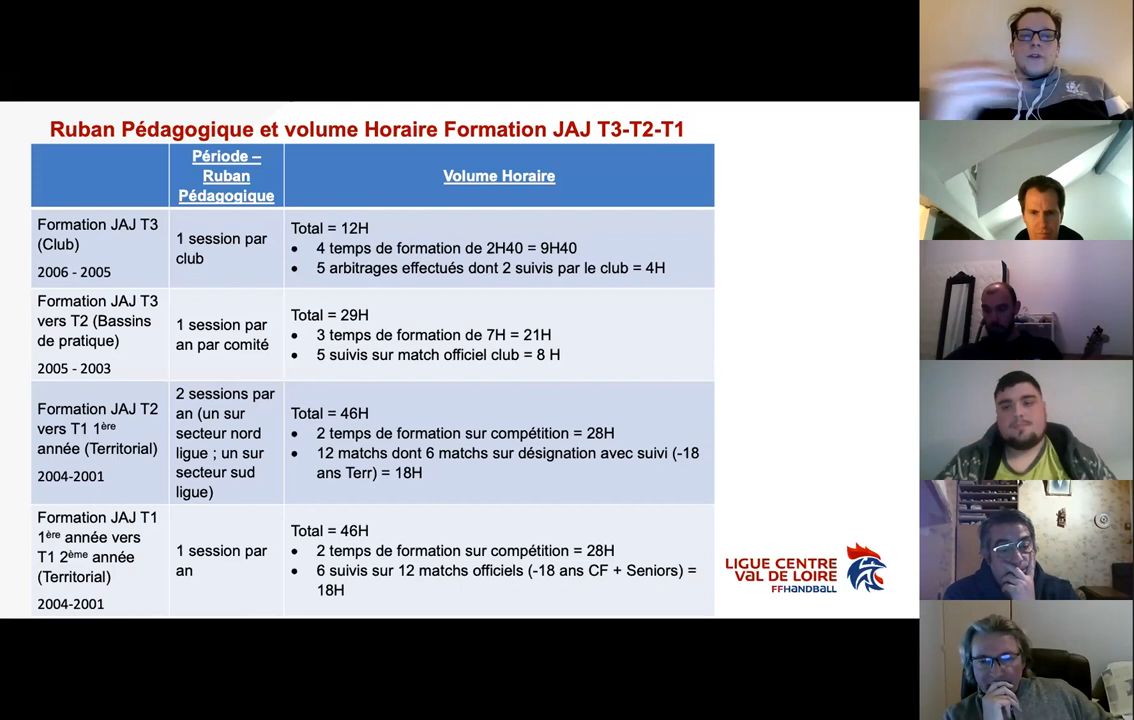 Ruban Pédagogique et volume Horaire Formation JAJ T3-T2-T1
Période –
Ruban
Pédagogique
Volume Horaire
Formation JAJ T3
(Club)
2006 - 2005
1 session par
club
Total = 12H
• 4 temps de formation de 2H40 = 9H40
• 5 arbitrages effectués dont 2 suivis par le club = 4H
Formation JAJ T3
vers T2 (Bassins
de pratique)
2005 - 2003
1 session par
an par comité
Total = 29H
• 3 temps de formation de 7H = 21H
• 5 suivis sur match officiel club = 8 H
Formation JAJ T2
vers T1 1ère
année (Territorial)
2004-2001
2 sessions par
an (un sur
secteur nord
ligue ; un sur
secteur sud
ligue)
Total = 46H
• 2 temps de formation sur compétition = 28H
• 12 matchs dont 6 matchs sur désignation avec suivi (-18
ans Terr) = 18H
Formation JAJ T1
1ère année vers
T1 2ème année
(Territorial)
2004-2001
1 session par
an
Total = 46H
• 2 temps de formation sur compétition = 28H
• 6 suivis sur 12 matchs officiels (-18 ans CF + Seniors) =
18H
LIGUE CENTRE
VAL DE LOIRE
FFHANDBALL